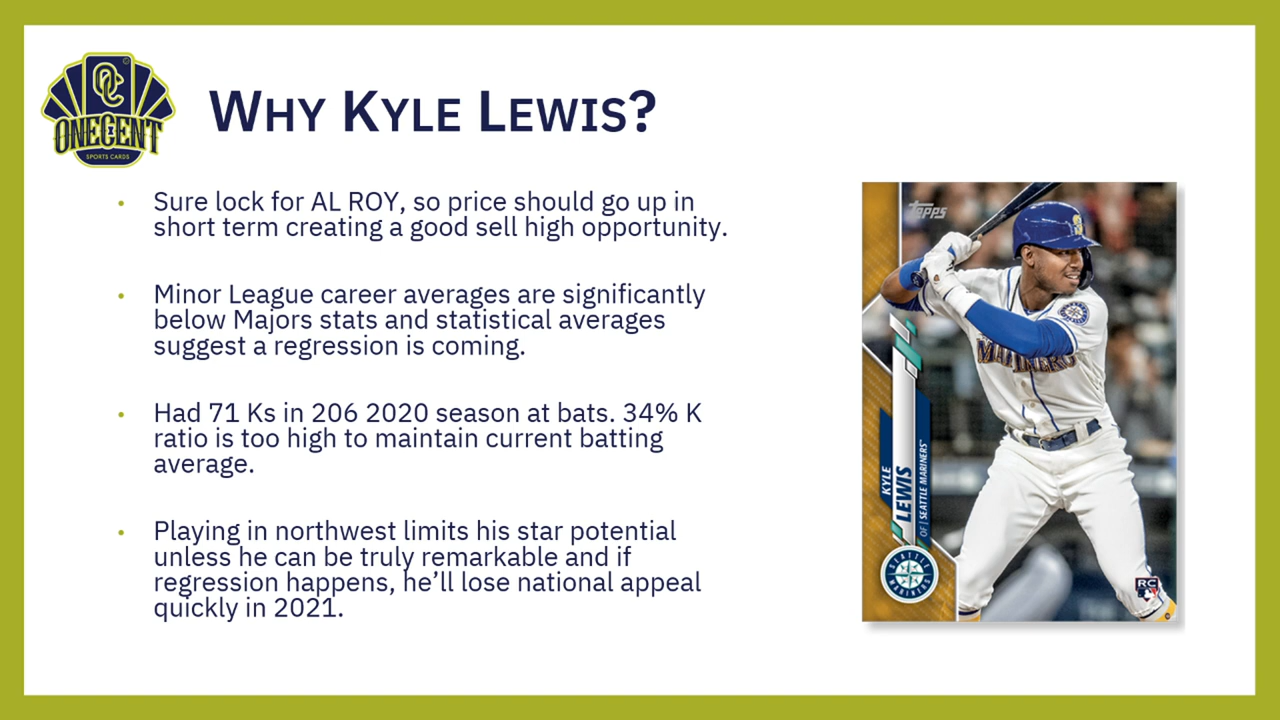 OC
ONECENT
SPORTS CARDS
WHY KYLE LEWIS?
• Sure lock for AL ROY, so price should go up in
short term creating a good sell high opportunity.
• Minor League career averages are significantly
below Majors stats and statistical averages
suggest a regression is coming.
• Had 71 Ks in 206 2020 season at bats. 34% K
ratio is too high to maintain current batting
average.
• Playing in northwest limits his star potential
unless he can be truly remarkable and if
regression happens, he’ll lose national appeal
quickly in 2021.
Topps
MARINERS
KYLE
LEWIS
OF | SEATTLE MARINERS™
SEATTLE
MARINERS
RC